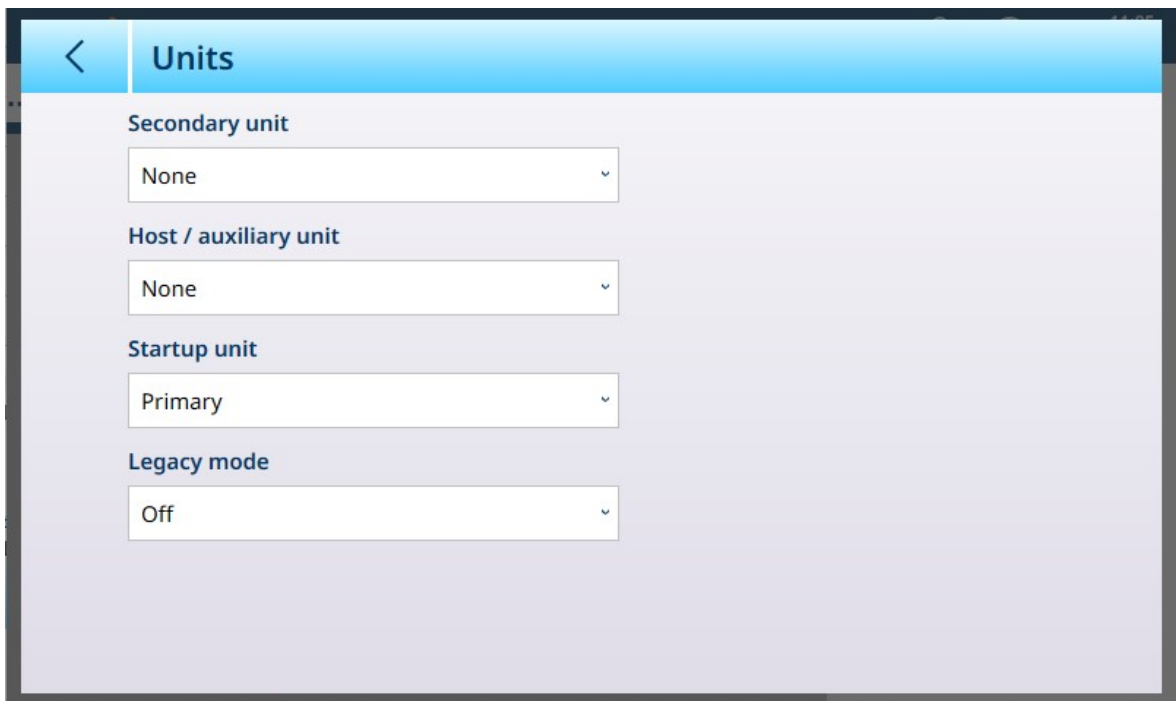 Units
Secondary unit
None
Host / auxiliary unit
None
Startup unit
Primary
Legacy mode
Off